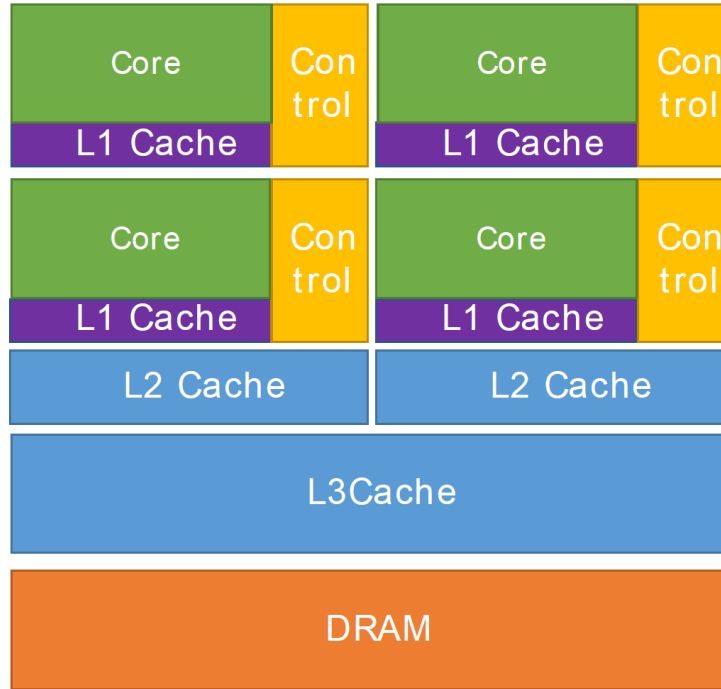 Core
Con
trol
Core
Con
trol
L1 Cache
L1 Cache
Core
Con
trol
Core
Con
trol
L1 Cache
L1 Cache
L2 Cache
L2 Cache
L3Cache
DRAM